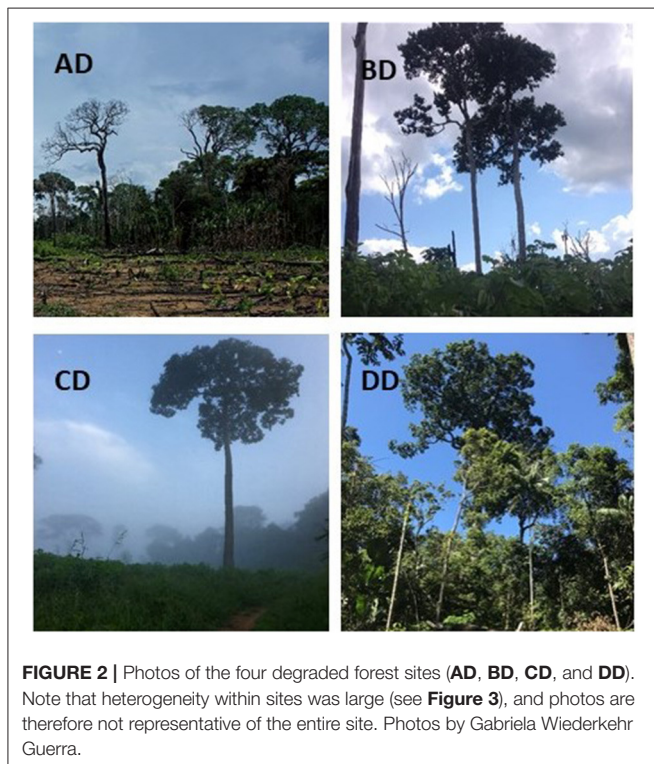 AD
BD
CD
DD
FIGURE 2 | Photos of the four degraded forest sites (AD, BD, CD, and DD).
Note that heterogeneity within sites was large (see Figure 3), and photos are
therefore not representative of the entire site. Photos by Gabriela Wiederkehr
Guerra.